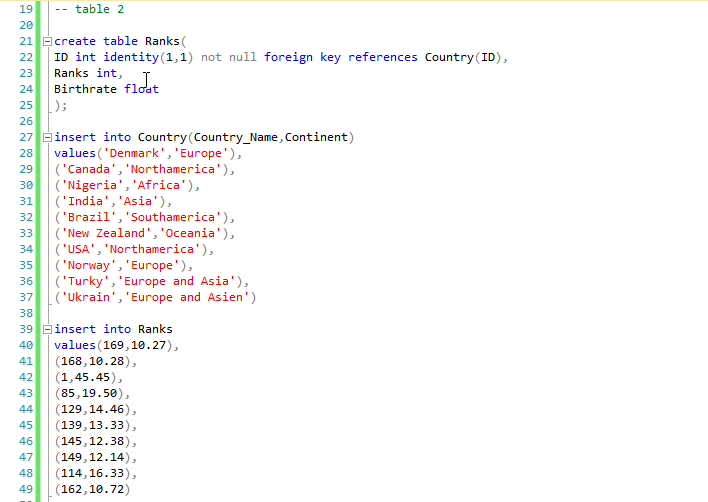 19 -- table 2
20
21 create table Ranks(
22 ID int identity(1,1) not null foreign key references Country(ID),
23 Ranks int,
24 Birthrate float
25 );
26
27 insert into Country(Country_Name,Continent)
28 values('Denmark','Europe'),
29 ('Canada','Northamerica'),
30 ('Nigeria','Africa'),
31 ('India','Asia'),
32 ('Brazil','Southamerica'),
33 ('New Zealand','Oceania'),
34 ('USA','Northamerica'),
35 ('Norway','Europe'),
36 ('Turky','Europe and Asia'),
37 ('Ukrain','Europe and Asien')
38
39 insert into Ranks
40 values(169,10.27),
41 (168,10.28),
42 (1,45.45),
43 (85,19.50),
44 (129,14.46),
45 (139,13.33),
46 (145,12.38),
47 (149,12.14),
48 (114,16.33),
49 (162,10.72)